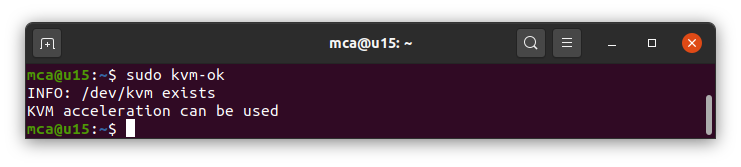 mca@u15: ~
mca@u15:~$ sudo kvm-ok
INFO: /dev/kvm exists
KVM acceleration can be used
mca@u15:~$